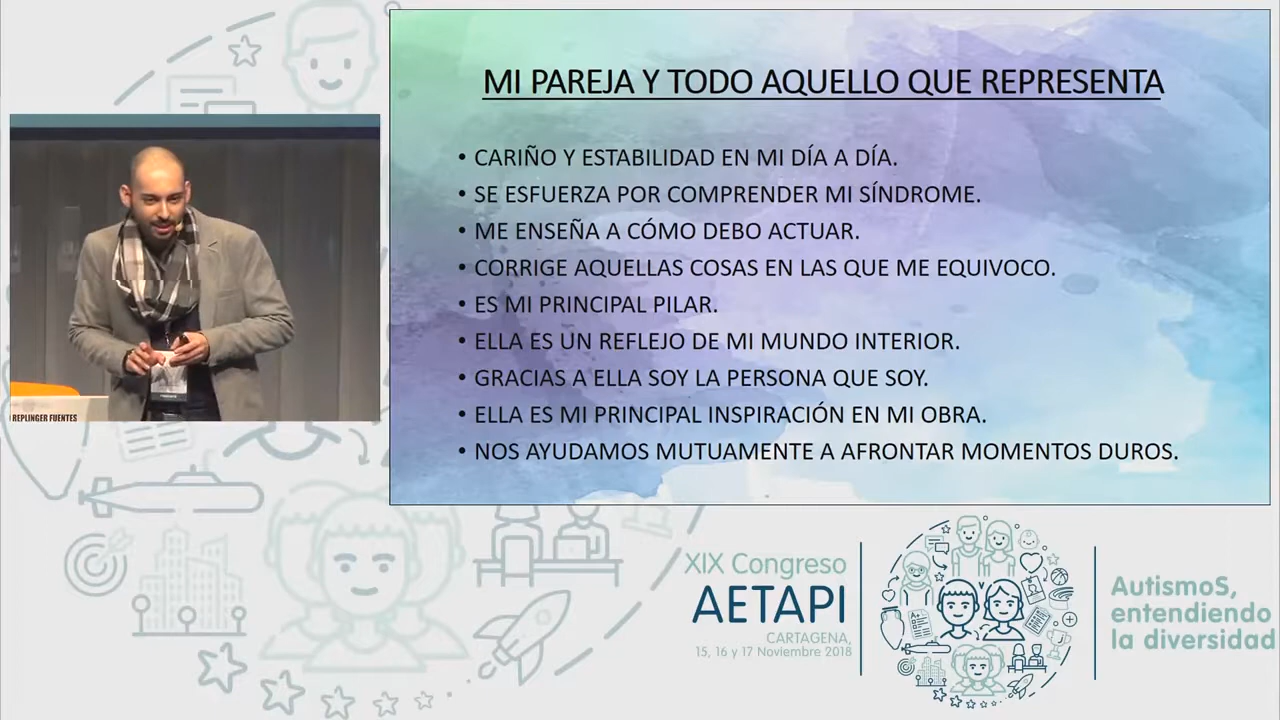 MI PAREJA Y TODO AQUELLO QUE REPRESENTA
• CARIÑO Y ESTABILIDAD EN MI DÍA A DÍA.
• SE ESFUERZA POR COMPRENDER MI SÍNDROME.
• ME ENSEÑA A CÓMO DEBO ACTUAR.
• CORRIGE AQUELLAS COSAS EN LAS QUE ME EQUIVOCO.
• ES MI PRINCIPAL PILAR.
• ELLA ES UN REFLEJO DE MI MUNDO INTERIOR.
• GRACIAS A ELLA SOY LA PERSONA QUE SOY.
• ELLA ES MI PRINCIPAL INSPIRACIÓN EN MI OBRA.
• NOS AYUDAMOS MUTUAMENTE A AFRONTAR MOMENTOS DUROS.
REPLINGER FUENTES
XIX Congreso
AETAPI
CARTAGENA,
15, 16 y 17 Noviembre 2018
AutismoS,
entendiendo
la diversidad